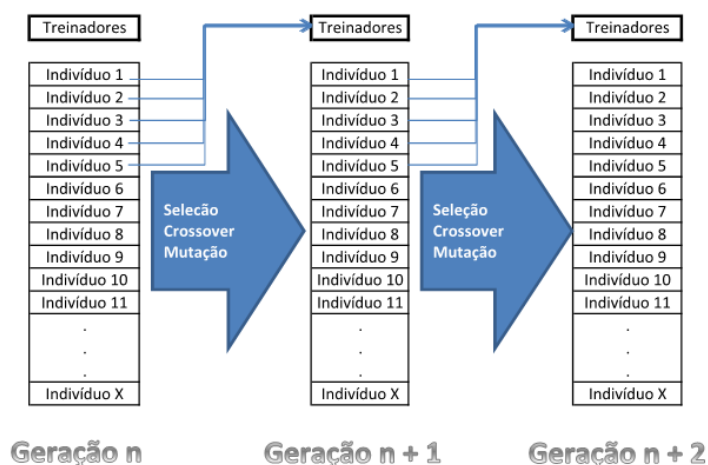 Treinadores
Indivíduo 1
Indivíduo 2
Indivíduo 3
Indivíduo 4
Indivíduo 5
Indivíduo 6
Indivíduo 7
Indivíduo 8
Indivíduo 9
Indivíduo 10
Indivíduo 11
.
.
.
Indivíduo X
Geração n
Selecão
Crossover
Mutação
Treinadores
Indivíduo 1
Indivíduo 2
Indivíduo 3
Indivíduo 4
Indivíduo 5
Indivíduo 6
Indivíduo 7
Indivíduo 8
Indivíduo 9
Indivíduo 10
Indivíduo 11
.
.
.
Indivíduo X
Geração n + 1
Seleção
Crossover
Mutação
Treinadores
Indivíduo 1
Indivíduo 2
Indivíduo 3
Indivíduo 4
Indivíduo 5
Indivíduo 6
Indivíduo 7
Indivíduo 8
Indivíduo 9
Indivíduo 10
Indivíduo 11
.
.
.
Indivíduo X
Geração n + 2